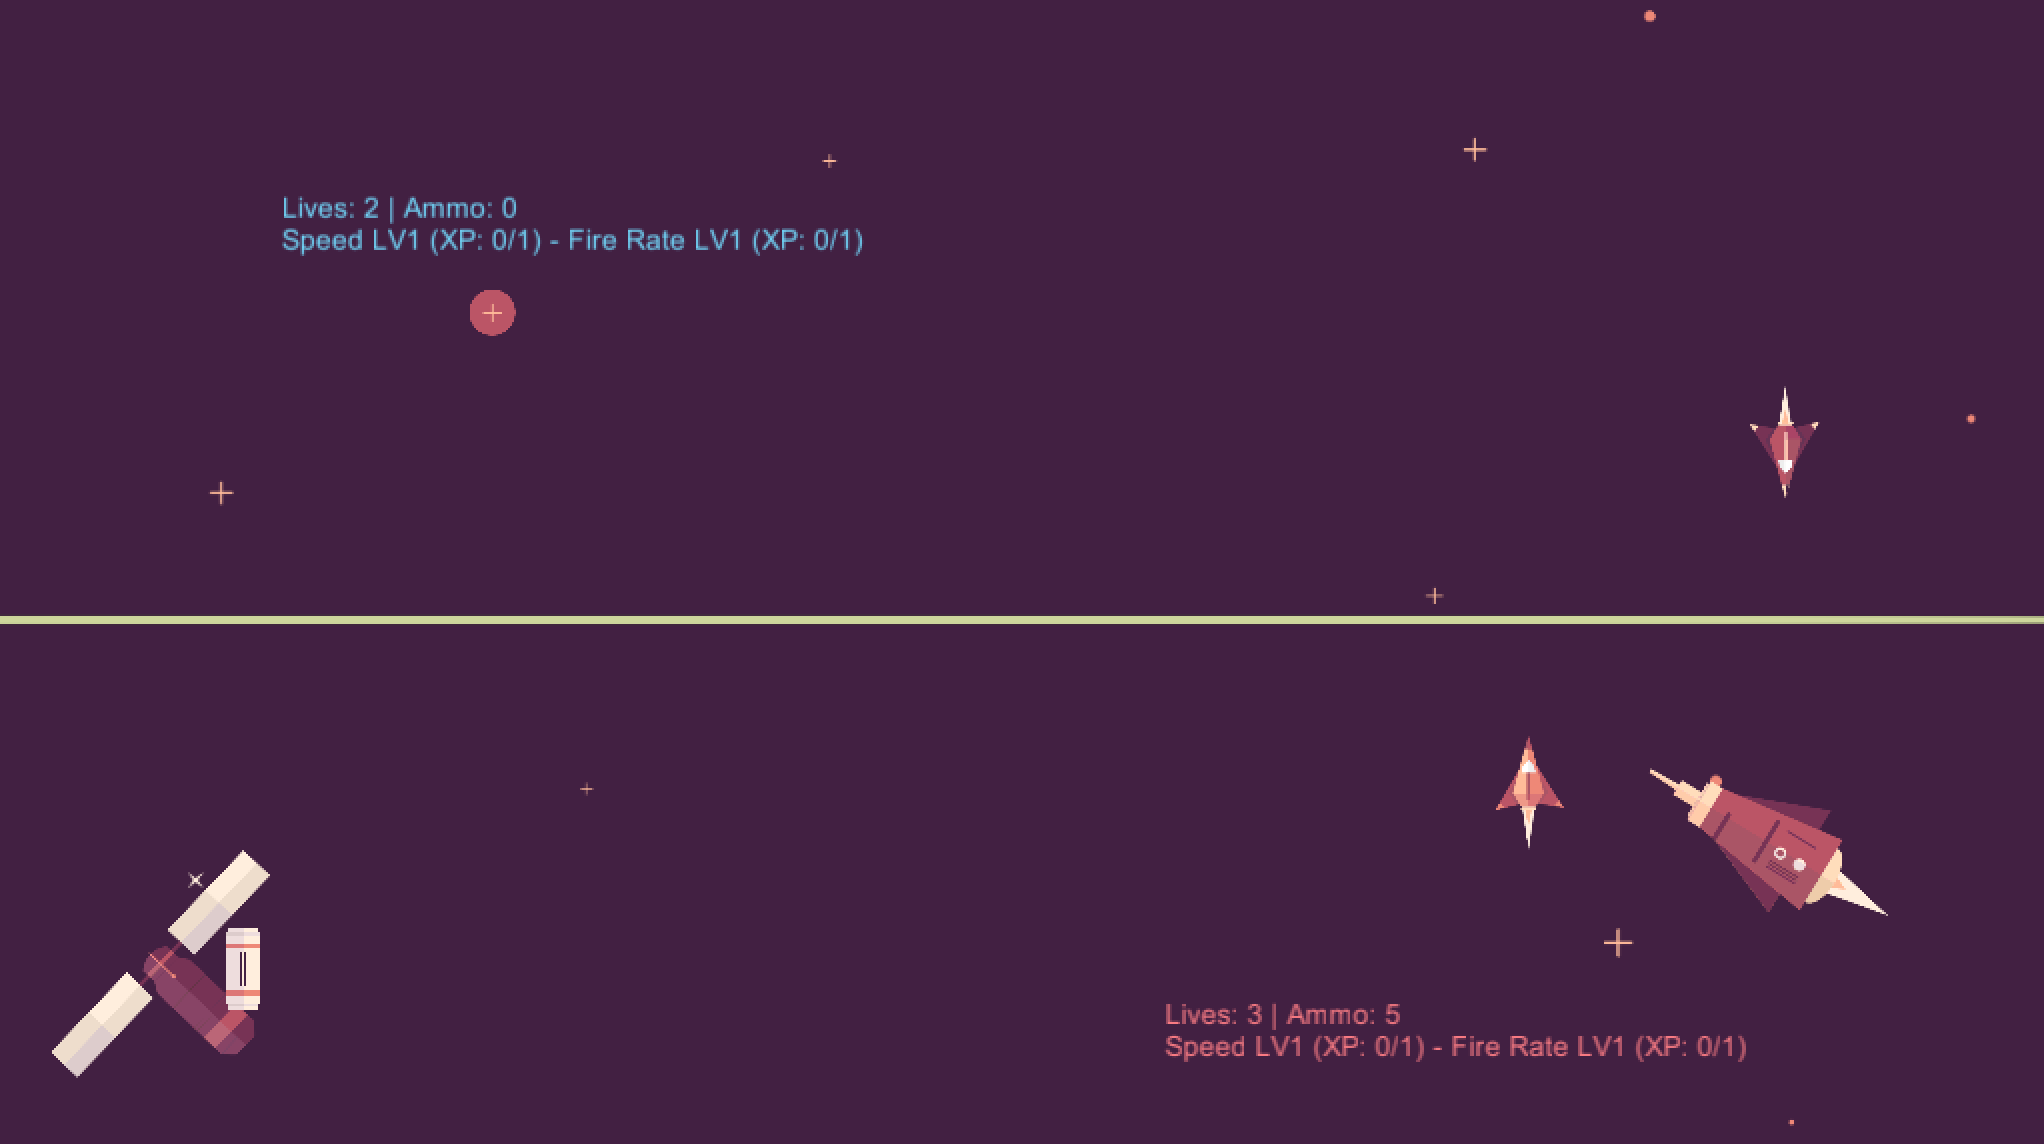 Lives: 2 | Ammo: 0
Speed LV1 (XP: 0/1) - Fire Rate LV1 (XP: 0/1)
Lives: 3 | Ammo: 5
Speed LV1 (XP: 0/1) - Fire Rate LV1 (XP: 0/1)